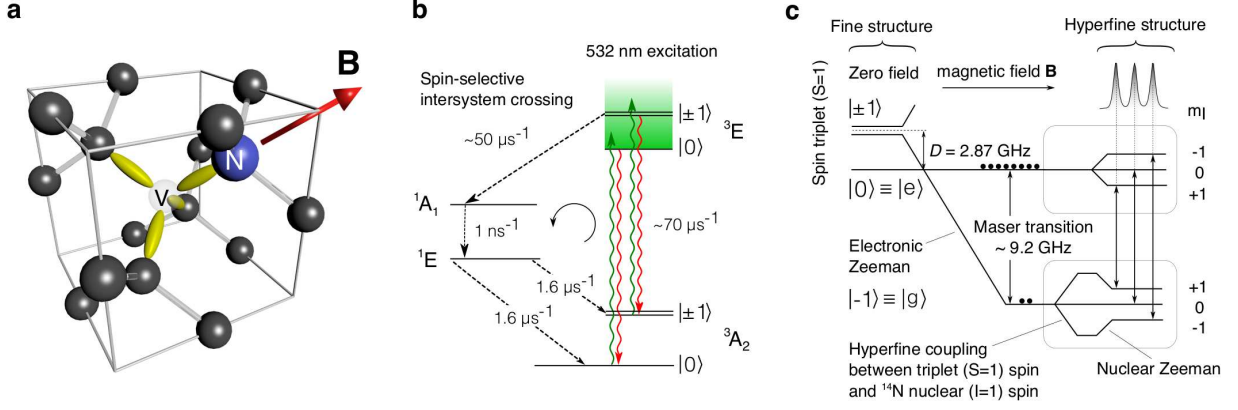 a
B
N
V
b
532 nm excitation
Spin-selective
intersystem crossing
|±1⟩
³E
|0⟩
~50 µs⁻¹
¹A₁
1 ns⁻¹
~70 µs⁻¹
¹E
1.6 µs⁻¹
1.6 µs⁻¹
|±1⟩
³A₂
|0⟩
c
Fine structure
Hyperfine structure
Spin triplet (S=1)
Zero field
magnetic field B
|±1⟩
mI
D = 2.87 GHz
-1
0
+1
|0⟩ ≡ |e⟩
Maser transition
~ 9.2 GHz
Electronic
Zeeman
|-1⟩ ≡ |g⟩
+1
0
-1
Hyperfine coupling
between triplet (S=1) spin
and ¹⁴N nuclear (I=1) spin
Nuclear Zeeman